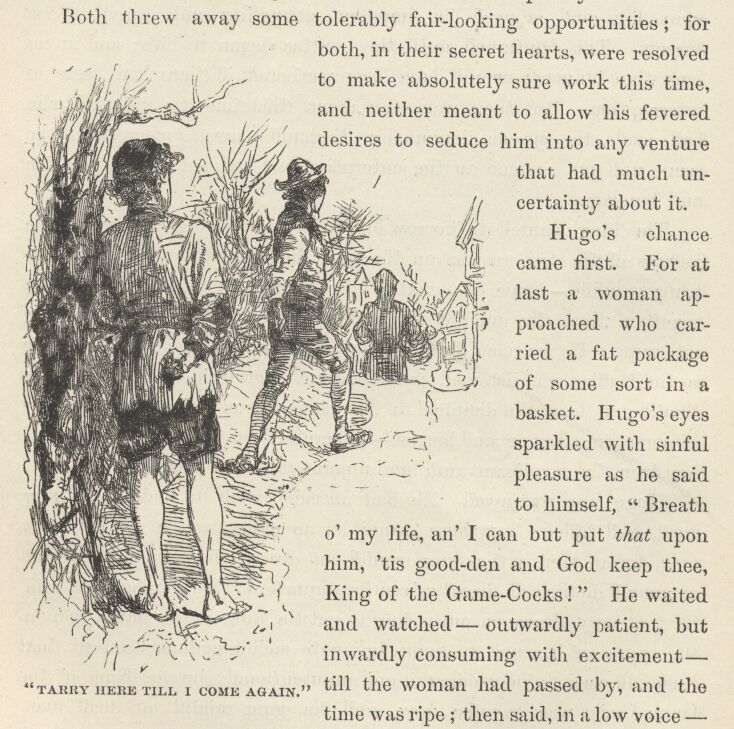 Both threw away some tolerably fair-looking opportunities; for
both, in their secret hearts, were resolved
to make absolutely sure work this time,
and neither meant to allow his fevered
desires to seduce him into any venture
that had much un-
certainty about it.
Hugo's chance
came first. For at
last a woman ap-
proached who car-
ried a fat package
of some sort in a
basket. Hugo's eyes
sparkled with sinful
pleasure as he said
to himself, "Breath
o' my life, an' I can but put that upon
him, 'tis good-den and God keep thee,
King of the Game-Cocks!" He waited
and watched—outwardly patient, but
inwardly consuming with excitement—
till the woman had passed by, and the
time was ripe; then said, in a low voice—
"TARRY HERE TILL I COME AGAIN."